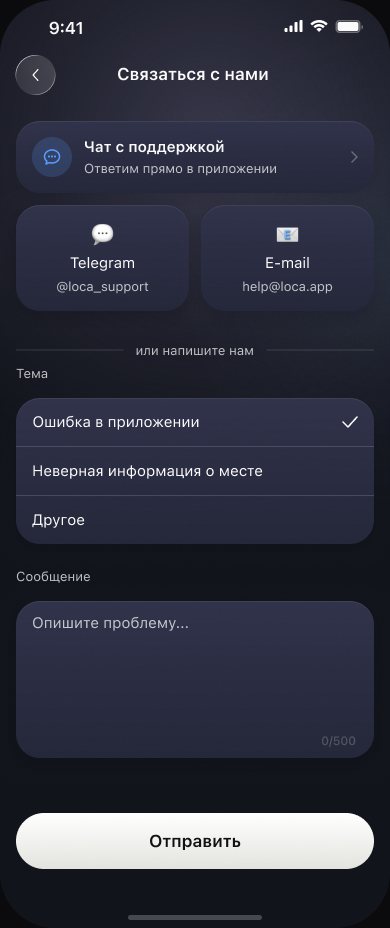 9:41
Связаться с нами
Чат с поддержкой
Ответим прямо в приложении
Telegram
@loca_support
E-mail
help@loca.app
или напишите нам
Тема
Ошибка в приложении
Неверная информация о месте
Другое
Сообщение
Опишите проблему...
0/500
Отправить